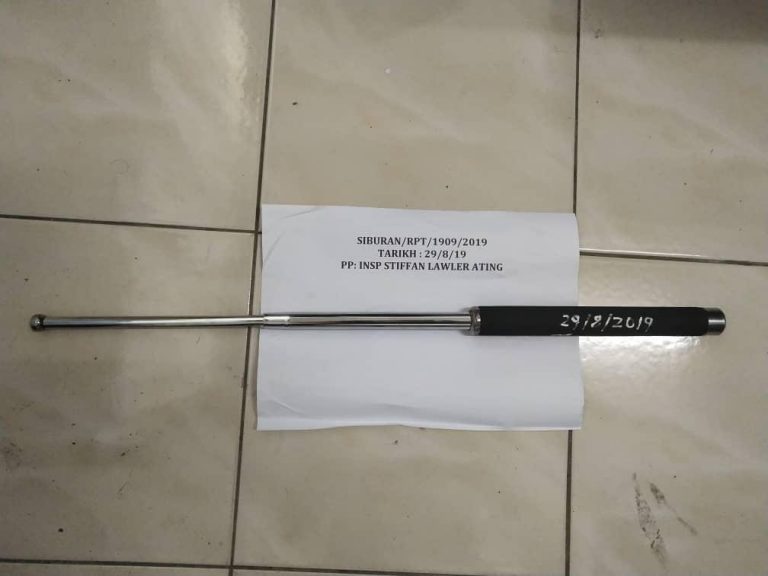 SIBURAN/RPT/1909/2019
TARIKH : 29/8/19
PP: INSP STIFFAN LAWLER ATING
29/8/2019